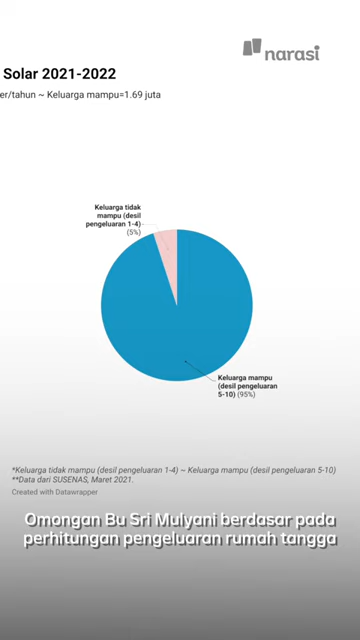 narasi
Solar 2021-2022
er/tahun ~ Keluarga mampu=1.69 juta
Keluarga tidak
mampu (desil
pengeluaran 1-4)
(5%)
Keluarga mampu
(desil pengeluaran
5-10) (95%)
*Keluarga tidak mampu (desil pengeluaran 1-4) ~ Keluarga mampu (desil pengeluaran 5-10)
**Data dari SUSENAS, Maret 2021.
Created with Datawrapper
Omongan Bu Sri Mulyani berdasar pada
perhitungan pengeluaran rumah tangga